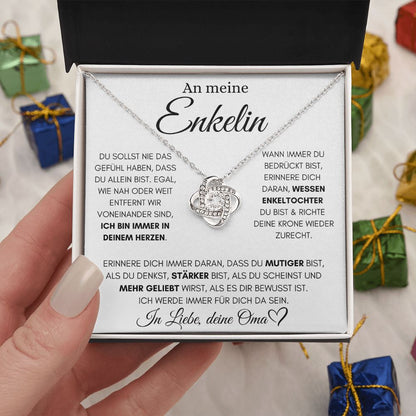 An meine
Enkelin
DU SOLLST NIE DAS
GEFÜHL HABEN, DASS
DU ALLEIN BIST. EGAL,
WIE NAH ODER WEIT
ENTFERNT WIR
VONEINANDER SIND,
ICH BIN IMMER IN
DEINEM HERZEN.
WANN IMMER DU
BEDRÜCKT BIST,
ERINNERE DICH
DARAN, WESSEN
ENKELTOCHTER
DU BIST & RICHTE
DEINE KRONE WIEDER
ZURECHT.
ERINNERE DICH IMMER DARAN, DASS DU MUTIGER BIST,
ALS DU DENKST, STÄRKER BIST, ALS DU SCHEINST UND
MEHR GELIEBT WIRST, ALS ES DIR BEWUSST IST.
ICH WERDE IMMER FÜR DICH DA SEIN.
In Liebe, deine Oma